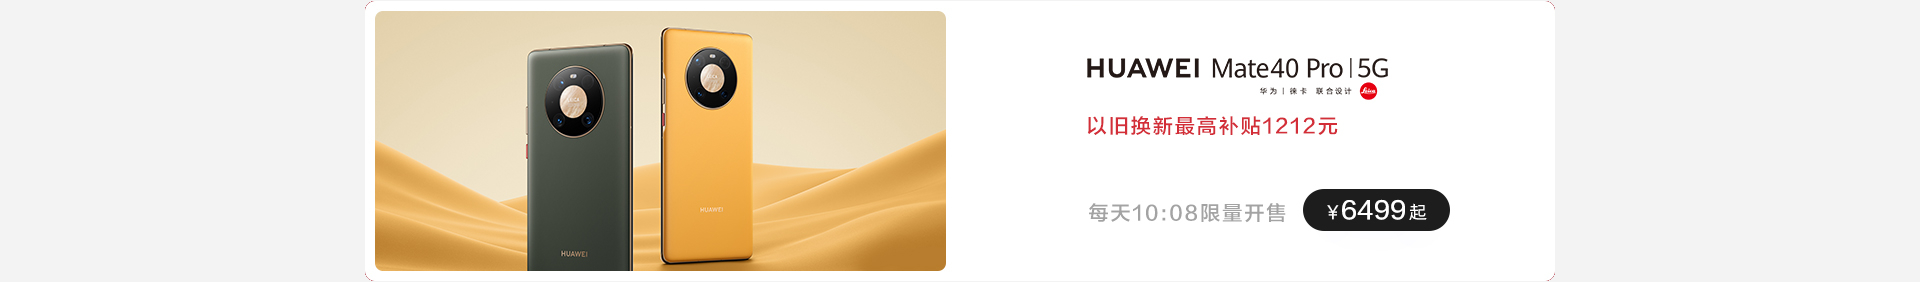 HUAWEI Mate40 Pro|5G
华为 | 徕卡 联合设计 Leica
以旧换新最高补贴1212元
每天10:08限量开售
¥6499起
HUAWEI
HUAWEI